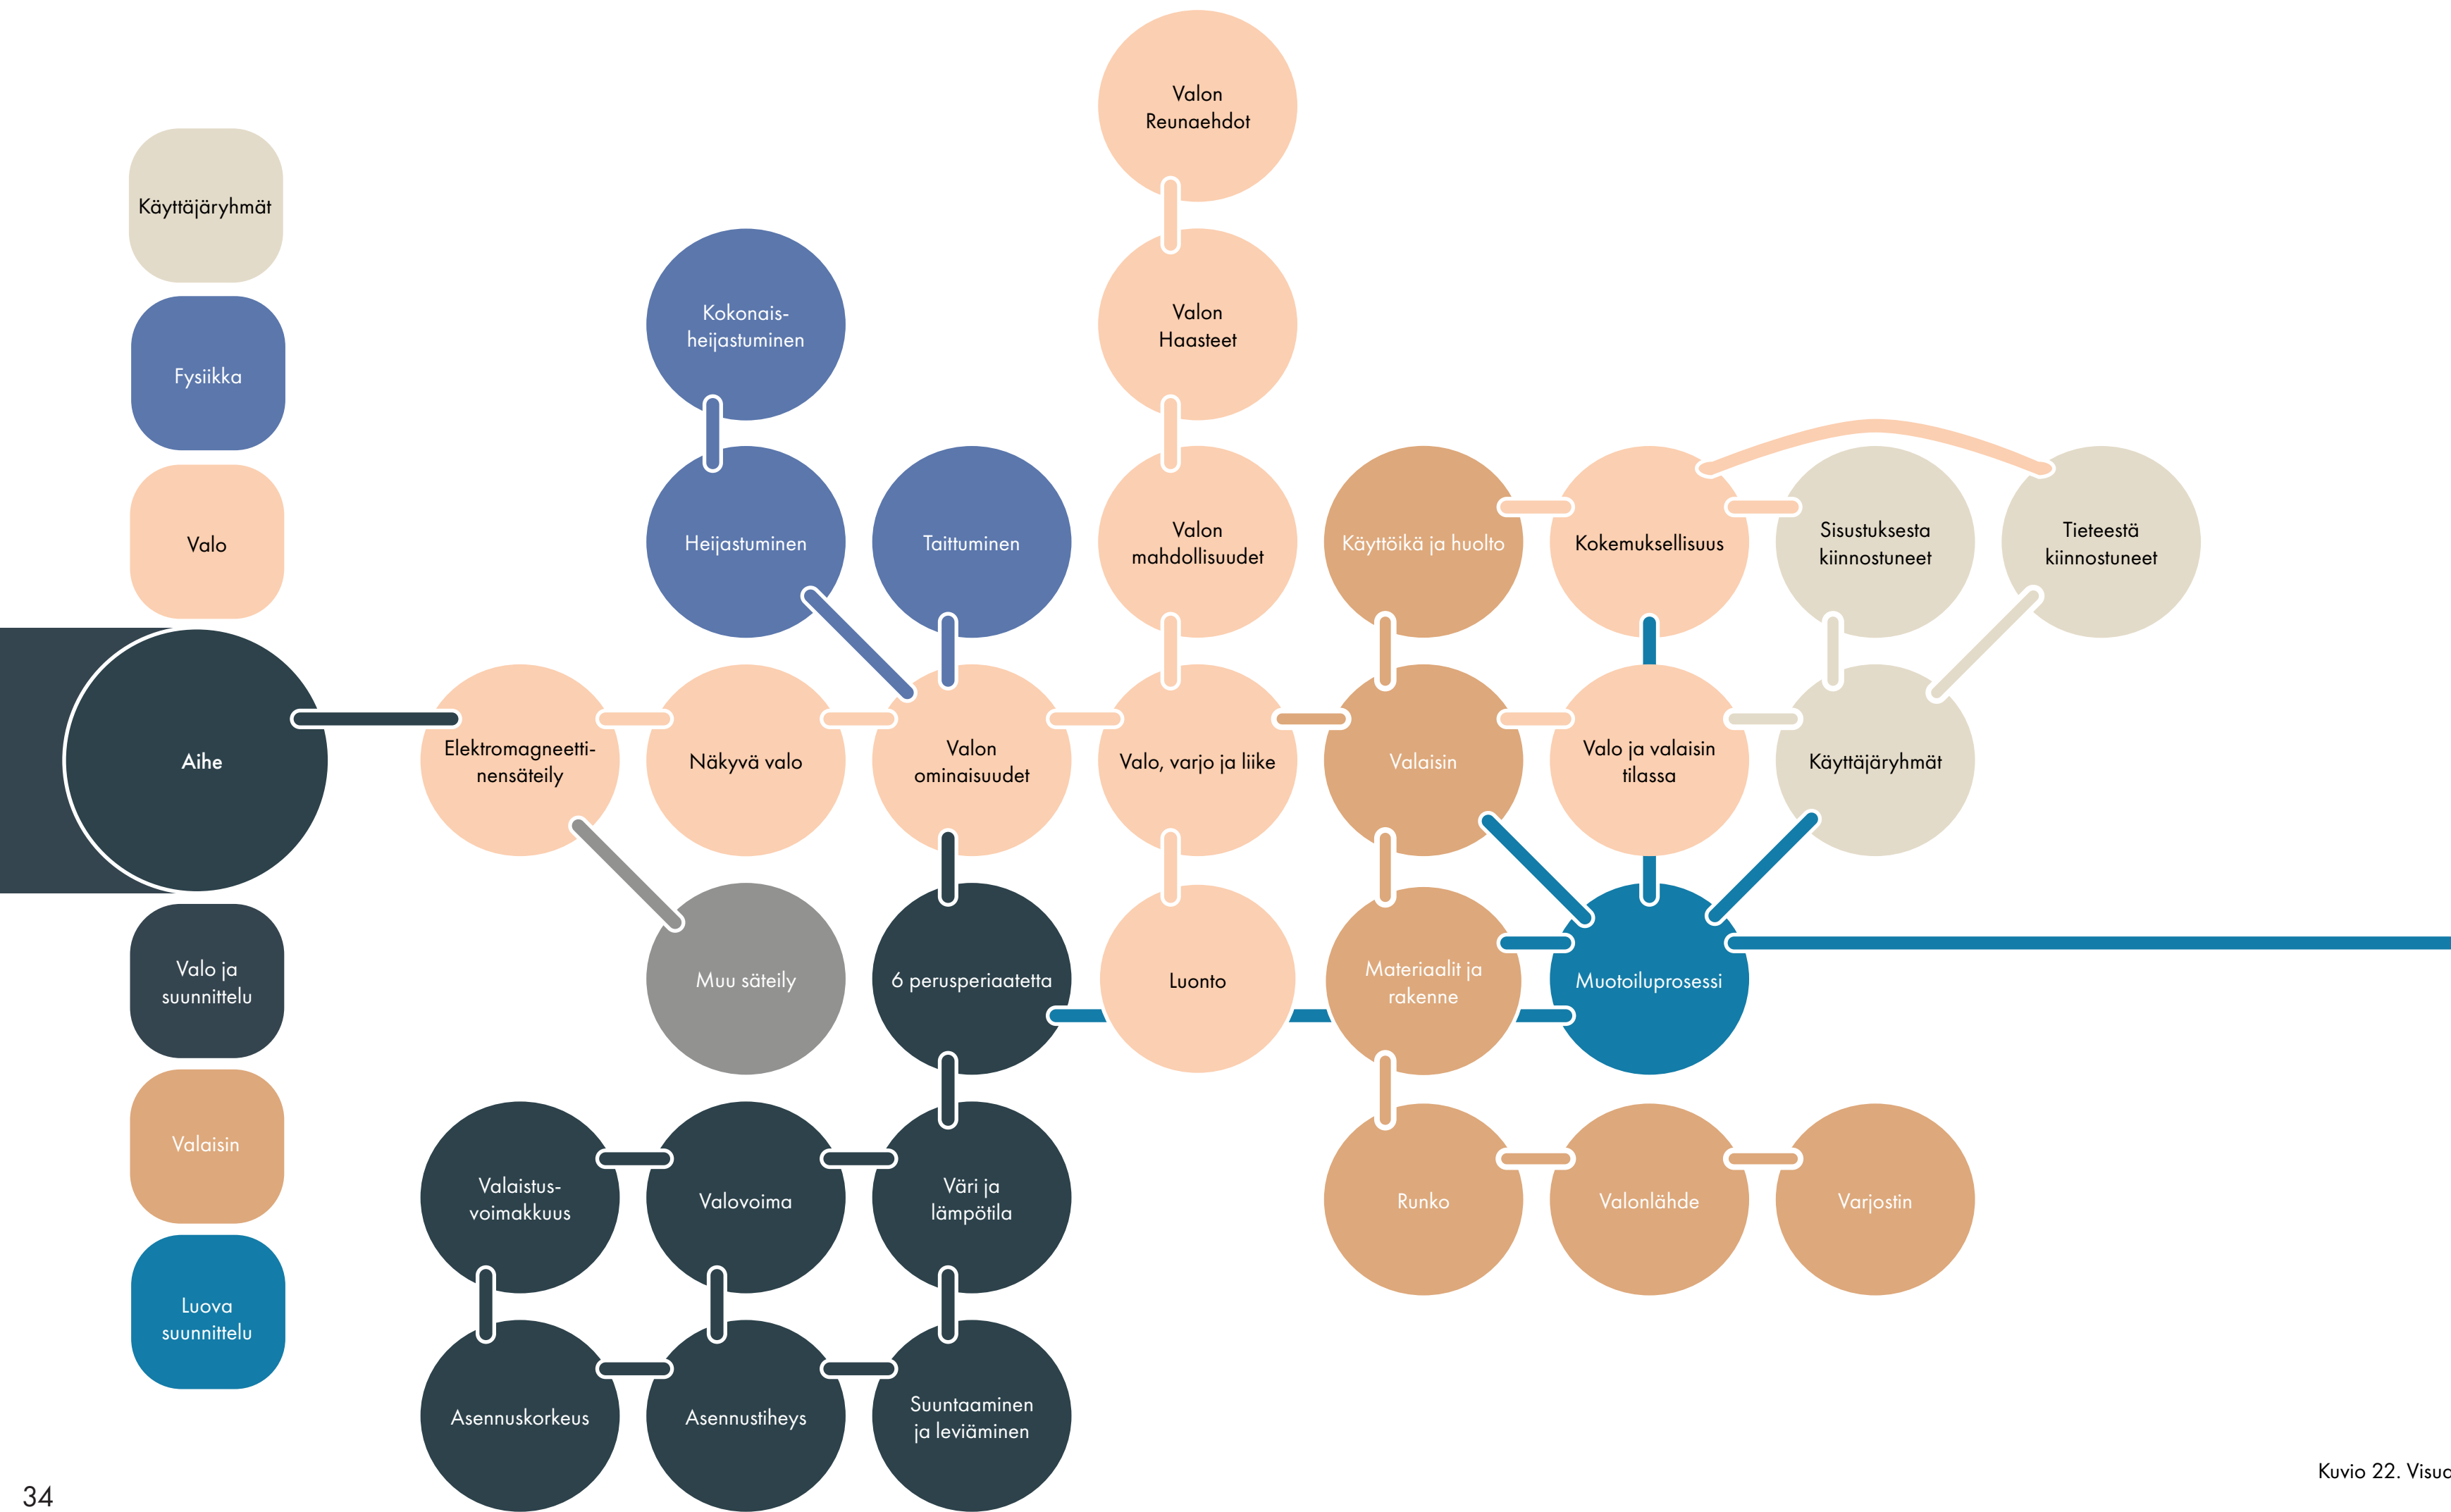 Valon
Reunaehdot
Käyttäjäryhmät
Kokonais-
heijastuminen
Valon
Haasteet
Fysiikka
Valo
Heijastuminen
Taittuminen
Valon
mahdollisuudet
Käyttöikä ja huolto
Kokemuksellisuus
Sisustuksesta
kiinnostuneet
Tieteestä
kiinnostuneet
Aihe
Elektromagneetti-
nensäteily
Näkyvä valo
Valon
ominaisuudet
Valo, varjo ja liike
Valaisin
Valo ja valaisin
tilassa
Käyttäjäryhmät
Valo ja
suunnittelu
Muu säteily
6 perusperiaatetta
Luonto
Materiaalit ja
rakenne
Muotoiluprosessi
Valaisin
Valaistus-
voimakkuus
Valovoima
Väri ja
lämpötila
Runko
Valonlähde
Varjostin
Luova
suunnittelu
Asennuskorkeus
Asennustiheys
Suuntaaminen
ja leviäminen
Kuvio 22.
34